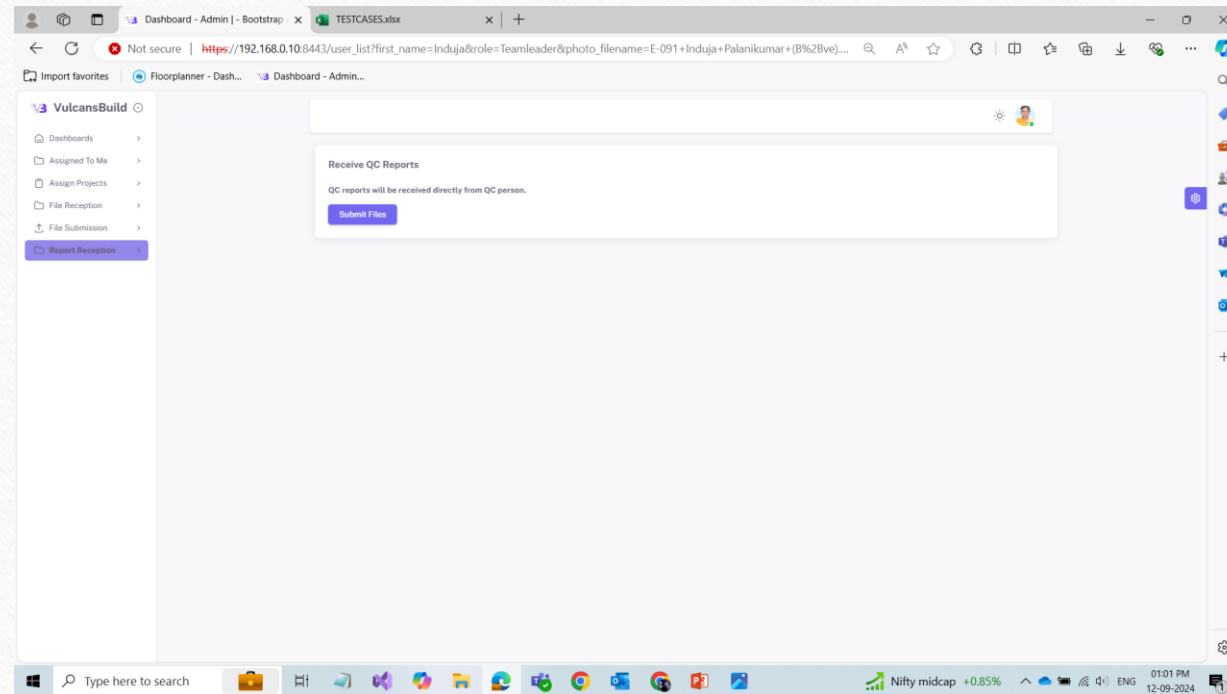 Dashboard - Admin | - Bootstrap
TESTCASES.xlsx
Not secure | https://192.168.0.10:8443/user_list?first_name=Induja&role=Teamleader&photo_filename=E-091+Induja+Palanikumar+(B%2Bve)....
Import favorites
Floorplanner - Dash...
Dashboard - Admin...
VulcansBuild
Dashboards
Assigned To Me
Assign Projects
File Reception
File Submission
Report Reception
Receive QC Reports
QC reports will be received directly from QC person.
Submit Files
Type here to search
Nifty midcap +0.85%
ENG
01:01 PM
12-09-2024